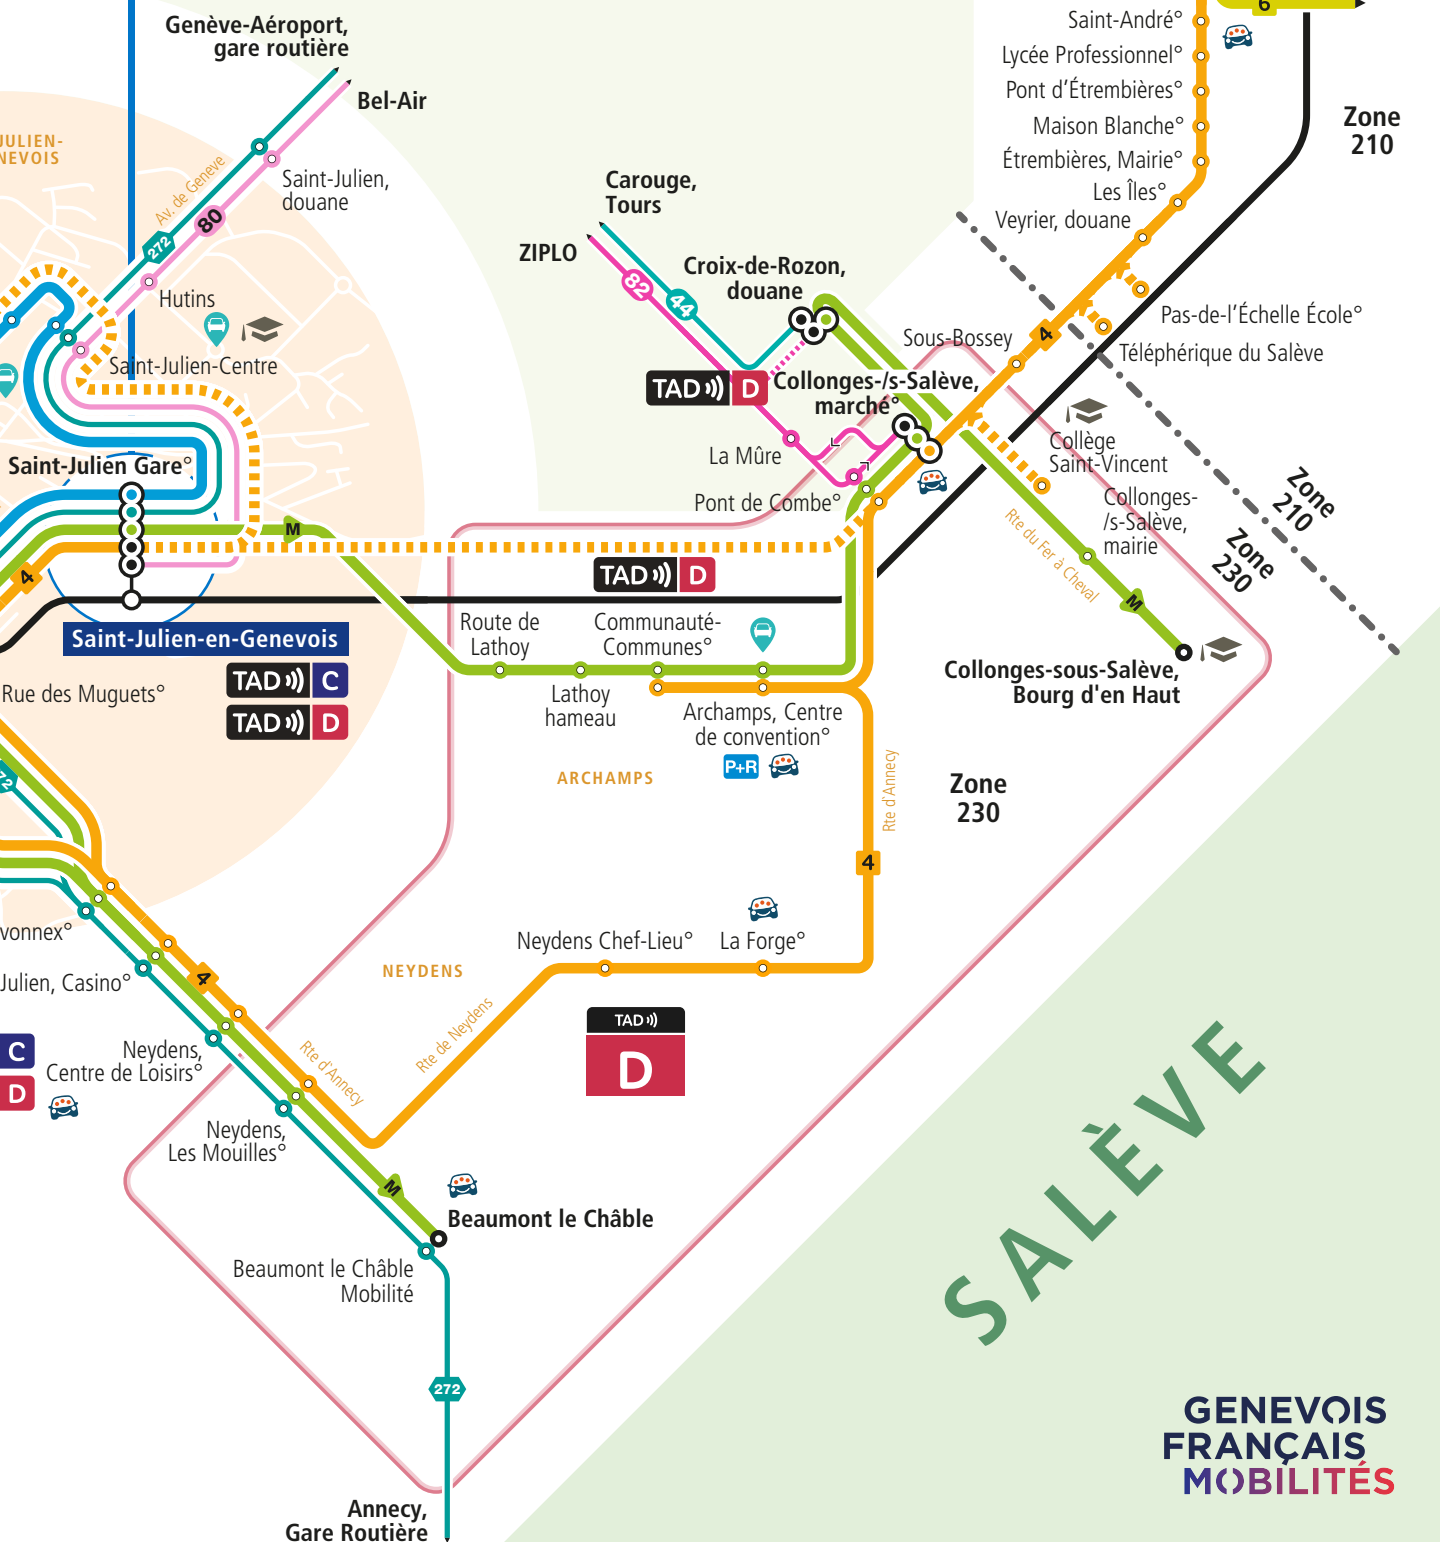 Genève-Aéroport,
gare routière
Bel-Air
JULIEN-
NEVOIS
Av. de Geneve
272
80
Saint-Julien,
douane
Hutins
Saint-Julien-Centre
Saint-Julien Gare°
M
4
Saint-Julien-en-Genevois
TAD C
TAD D
Rue des Muguets°
72
Carouge,
Tours
ZIPLO
82
44
Croix-de-Rozon,
douane
TAD D
Collonges-/s-Salève,
marché°
La Mûre
Pont de Combe°
Sous-Bossey
4
6
Saint-André°
Lycée Professionnel°
Pont d'Étrembières°
Maison Blanche°
Étrembières, Mairie°
Les Îles°
Veyrier, douane
Zone
210
Pas-de-l'Échelle École°
Téléphérique du Salève
Collège
Saint-Vincent
Collonges-
/s-Salève,
mairie
Rte du Fer à Cheval
M
Zone
210
Zone
230
Collonges-sous-Salève,
Bourg d'en Haut
TAD D
Route de
Lathoy
Communauté-
Communes°
Lathoy
hameau
Archamps, Centre
de convention°
P+R
ARCHAMPS
Rte d'Annecy
Zone
230
4
vonnex°
Julien, Casino°
4
NEYDENS
Neydens Chef-Lieu°
La Forge°
Rte de Neydens
TAD
D
C
D
Neydens,
Centre de Loisirs°
Rte d'Annecy
Neydens,
Les Mouilles°
M
Beaumont le Châble
Beaumont le Châble
Mobilité
272
Annecy,
Gare Routière
SALÈVE
GENEVOIS
FRANÇAIS
MOBILITÉS